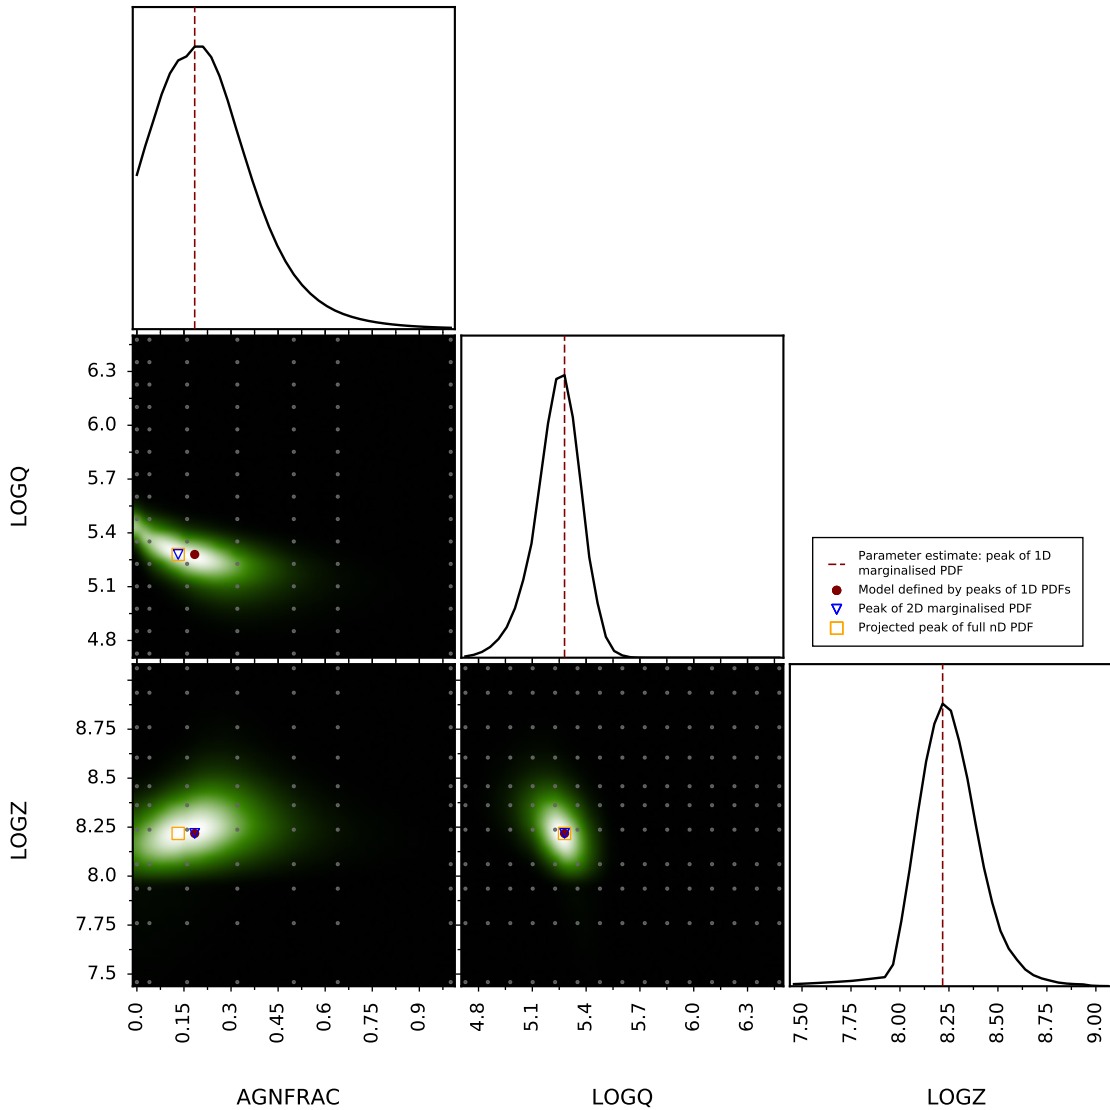 6.3
6.0
5.7
5.4
5.1
4.8
LOGQ
Parameter estimate: peak of 1D
marginalised PDF
Model defined by peaks of 1D PDFs
Peak of 2D marginalised PDF
Projected peak of full nD PDF
8.75
8.5
8.25
8.0
7.75
7.5
LOGZ
0.0 0.15 0.3 0.45 0.6 0.75 0.9
4.8 5.1 5.4 5.7 6.0 6.3
7.50 7.75 8.00 8.25 8.50 8.75 9.00
AGNFRAC
LOGQ
LOGZ